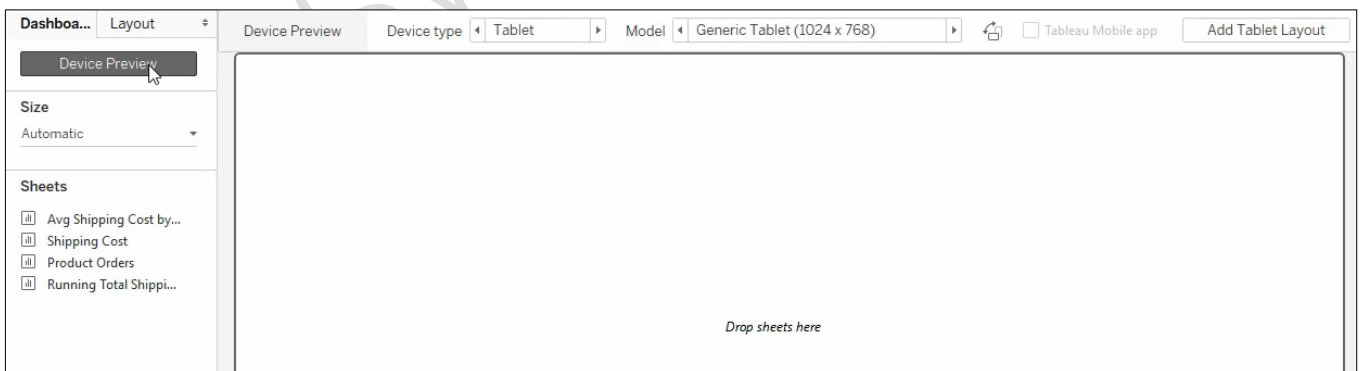 Dashboa... Layout
Device Preview Device type Tablet Model Generic Tablet (1024 x 768) Tableau Mobile app Add Tablet Layout
Device Preview
Size
Automatic
Sheets
Avg Shipping Cost by...
Shipping Cost
Product Orders
Running Total Shippi...
Drop sheets here